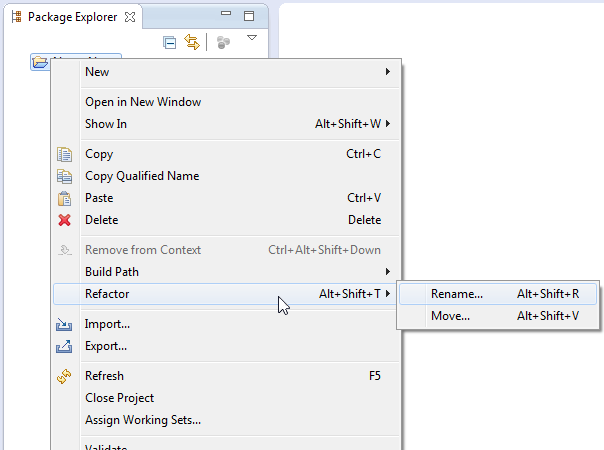 Package Explorer
New
Open in New Window
Show In Alt+Shift+W
Copy Ctrl+C
Copy Qualified Name
Paste Ctrl+V
Delete Delete
Remove from Context Ctrl+Alt+Shift+Down
Build Path
Refactor Alt+Shift+T
Rename... Alt+Shift+R
Move... Alt+Shift+V
Import...
Export...
Refresh F5
Close Project
Assign Working Sets...
Validate